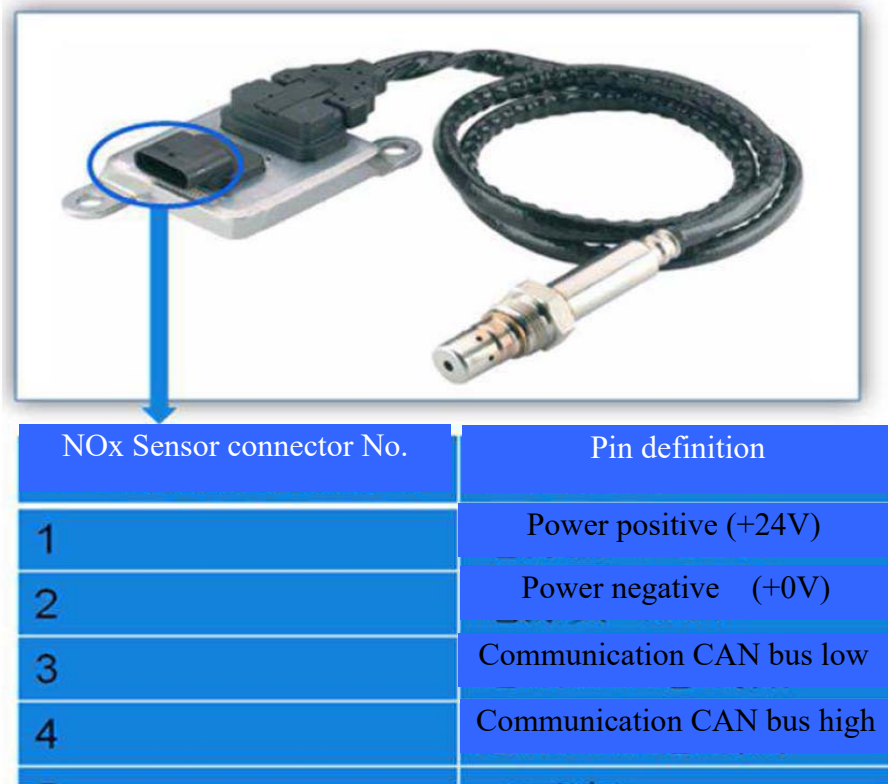 NOx Sensor connector No. Pin definition
1 Power positive (+24V)
2 Power negative (+0V)
3 Communication CAN bus low
4 Communication CAN bus high